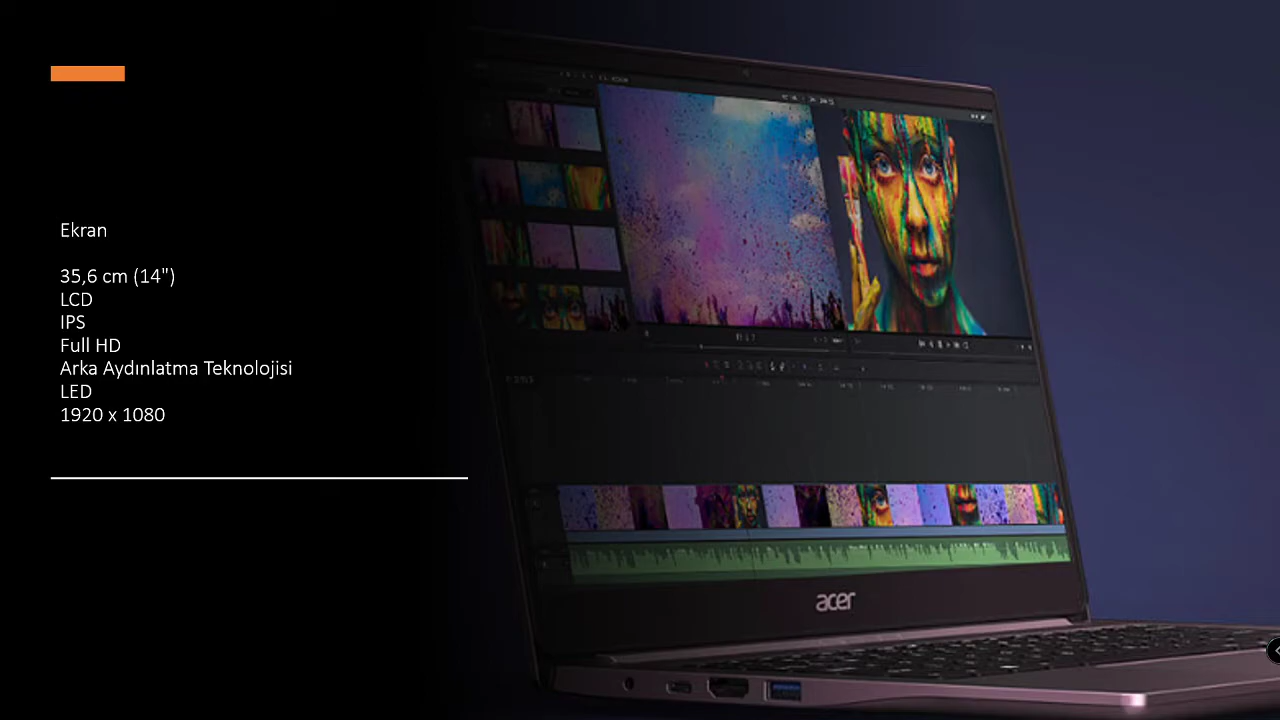 Ekran
35,6 cm (14")
LCD
IPS
Full HD
Arka Aydınlatma Teknolojisi
LED
1920 x 1080
acer